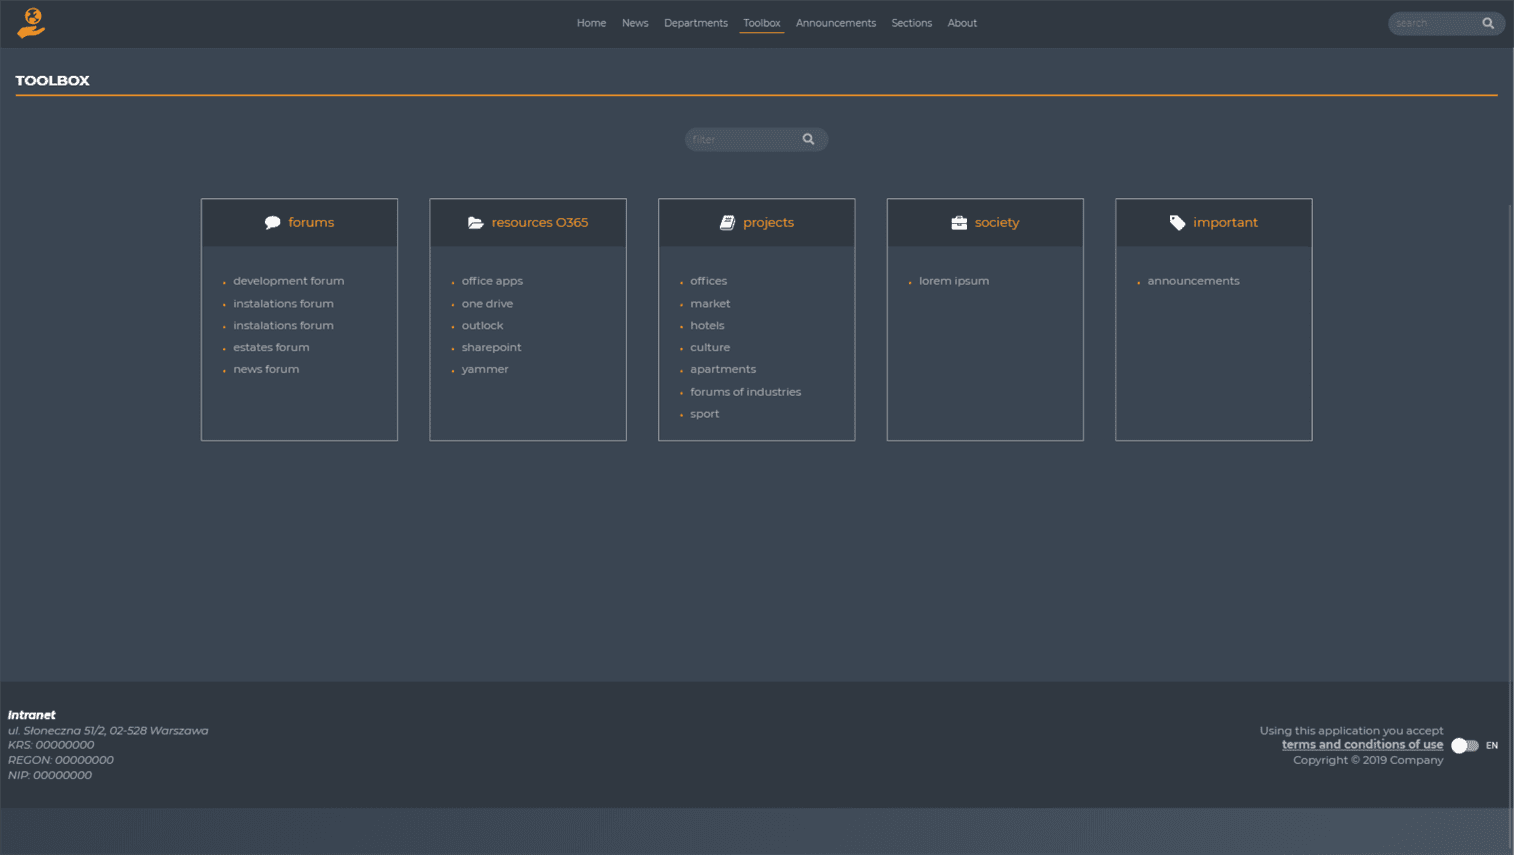 Home News Departments Toolbox Announcements Sections About
search
TOOLBOX
filter
forums
development forum
instalations forum
instalations forum
estates forum
news forum
resources O365
office apps
one drive
outlock
sharepoint
yammer
projects
offices
market
hotels
culture
apartments
forums of industries
sport
society
lorem ipsum
important
announcements
Intranet
ul. Słoneczna 51/2, 02-528 Warszawa
KRS: 00000000
REGON: 00000000
NIP: 00000000
Using this application you accept
terms and conditions of use
Copyright © 2019 Company
EN